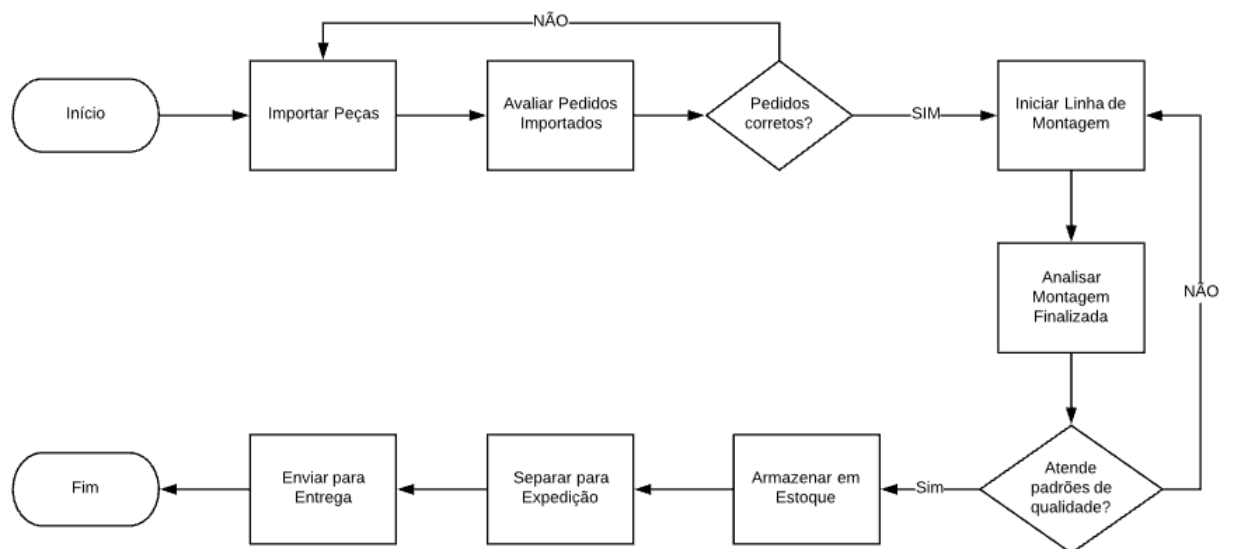 NÃO
Início
Importar Peças
Avaliar Pedidos
Importados
Pedidos
corretos?
SIM
Iniciar Linha de
Montagem
Analisar
Montagem
Finalizada
NÃO
Atende
padrões de
qualidade?
Sim
Armazenar em
Estoque
Separar para
Expedição
Enviar para
Entrega
Fim